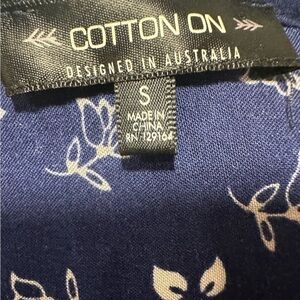 COTTON ON
DESIGNED IN AUSTRALIA
S
MADE IN
CHINA
RN 129164